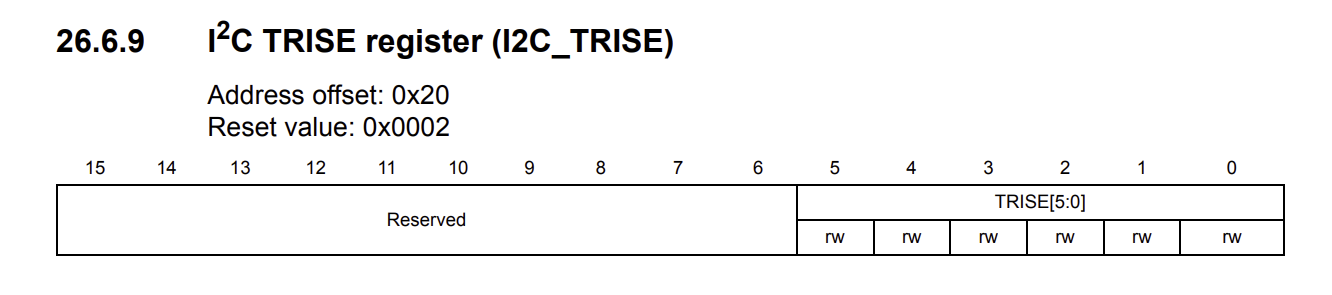 26.6.9 I2C TRISE register (I2C_TRISE)
Address offset: 0x20
Reset value: 0x0002
15 14 13 12 11 10 9 8 7 6 5 4 3 2 1 0
Reserved
TRISE[5:0]
rw rw rw rw rw rw